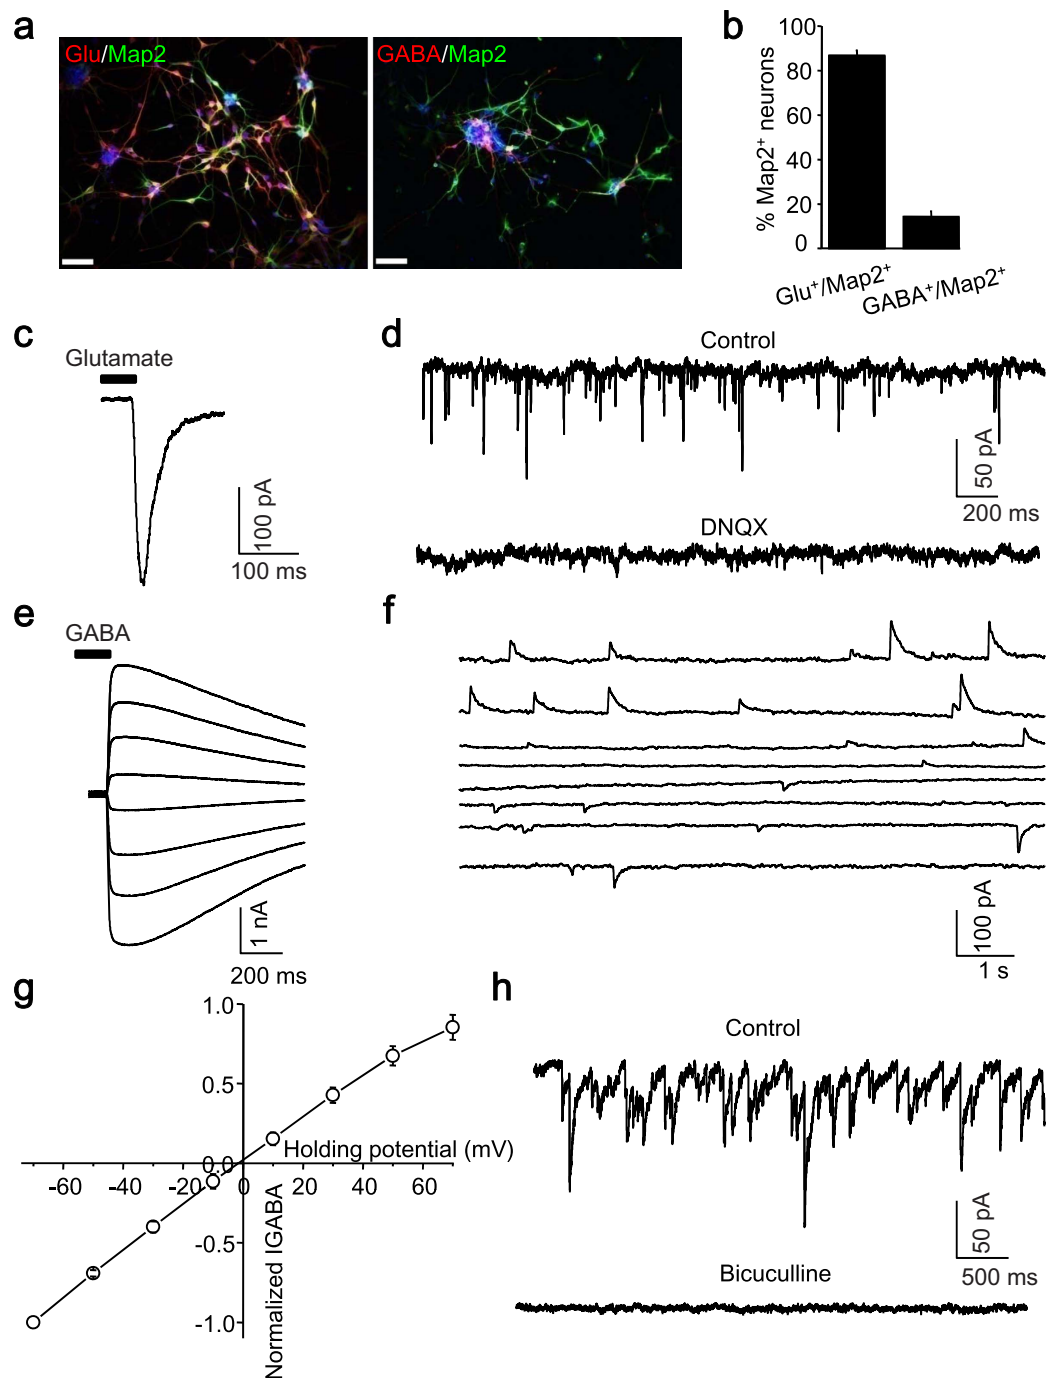 a
Glu/Map2
GABA/Map2
b
% Map2+ neurons
100
80
60
40
20
0
Glu+/Map2+
GABA+/Map2+
c
Glutamate
100 pA
100 ms
d
Control
50 pA
200 ms
DNQX
e
GABA
1 nA
200 ms
f
100 pA
1 s
g
1.0
0.5
0.0
-0.5
-1.0
-60 -40 -20 0 20 40 60
Holding potential (mV)
Normalized IGABA
h
Control
50 pA
500 ms
Bicuculline